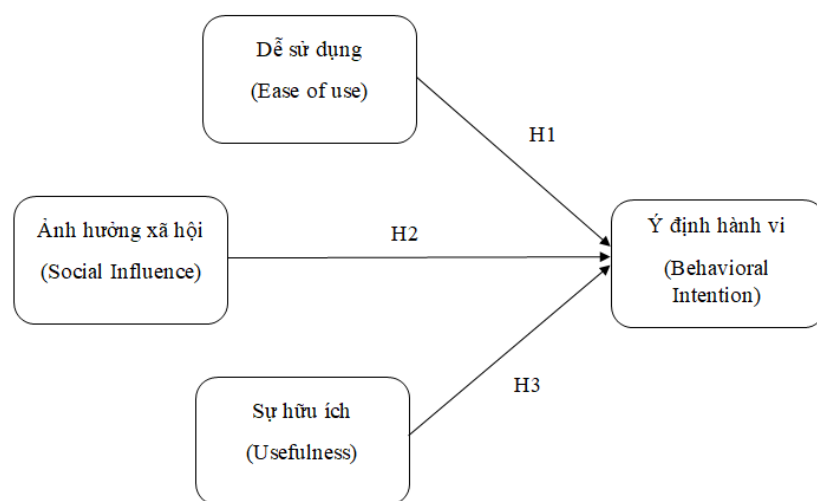 Dễ sử dụng
(Ease of use)
H1
Ảnh hưởng xã hội
(Social Influence)
H2
Ý định hành vi
(Behavioral
Intention)
H3
Sự hữu ích
(Usefulness)